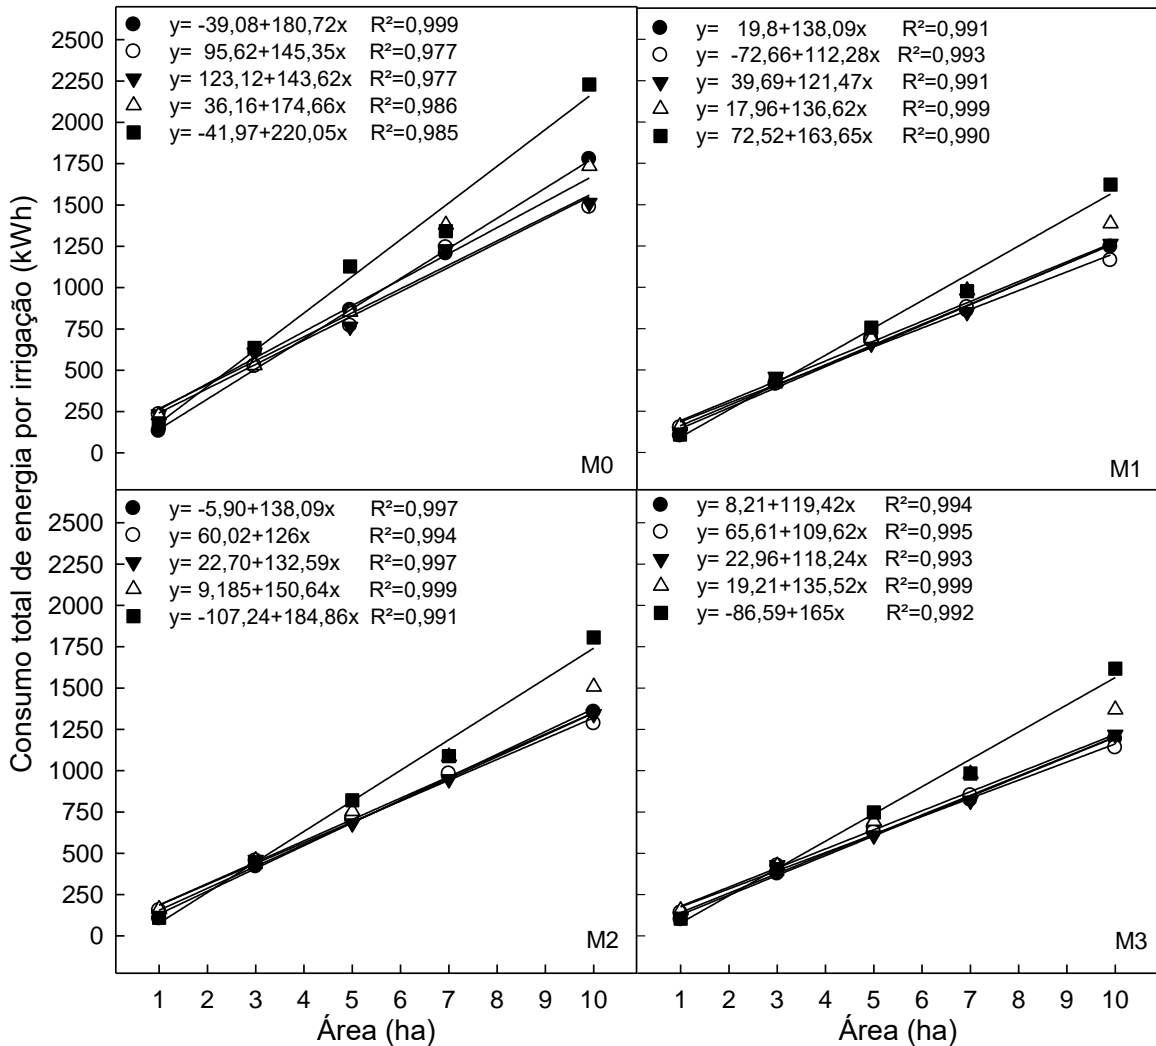 Consumo total de energia por irrigação (kWh)
y= -39,08+180,72x R²=0,999
y= 95,62+145,35x R²=0,977
y= 123,12+143,62x R²=0,977
y= 36,16+174,66x R²=0,986
y= -41,97+220,05x R²=0,985
2500
2250
2000
1750
1500
1250
1000
750
500
250
0
M0
y= 19,8+138,09x R²=0,991
y= -72,66+112,28x R²=0,993
y= 39,69+121,47x R²=0,991
y= 17,96+136,62x R²=0,999
y= 72,52+163,65x R²=0,990
M1
y= -5,90+138,09x R²=0,997
y= 60,02+126x R²=0,994
y= 22,70+132,59x R²=0,997
y= 9,185+150,64x R²=0,999
y= -107,24+184,86x R²=0,991
2500
2250
2000
1750
1500
1250
1000
750
500
250
0
M2
1 2 3 4 5 6 7 8 9 10
Área (ha)
y= 8,21+119,42x R²=0,994
y= 65,61+109,62x R²=0,995
y= 22,96+118,24x R²=0,993
y= 19,21+135,52x R²=0,999
y= -86,59+165x R²=0,992
M3
1 2 3 4 5 6 7 8 9 10
Área (ha)